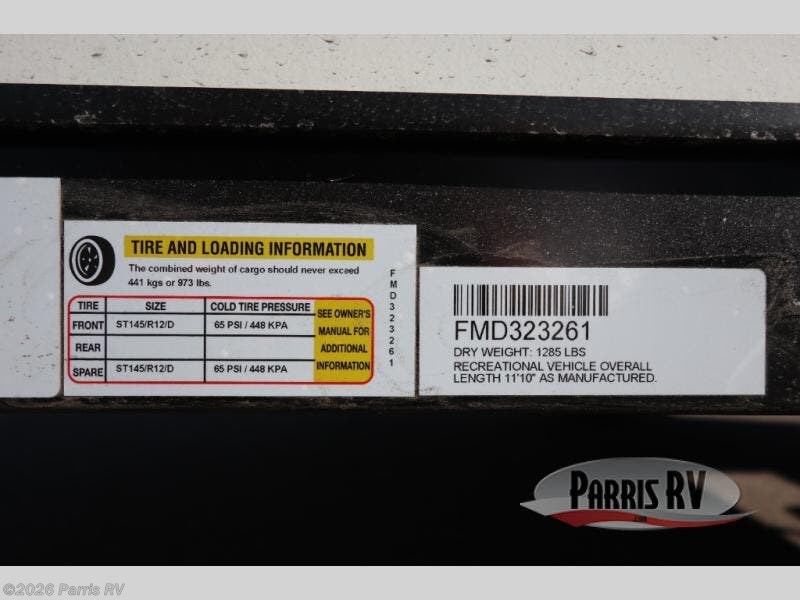 TIRE AND LOADING INFORMATION
The combined weight of cargo should never exceed
441 kgs or 973 lbs.
TIRE SIZE COLD TIRE PRESSURE
FRONT ST145/R12/D 65 PSI / 448 KPA
REAR
SPARE ST145/R12/D 65 PSI / 448 KPA
SEE OWNER'S
MANUAL FOR
ADDITIONAL
INFORMATION
FMD323261
FMD323261
DRY WEIGHT: 1285 LBS
RECREATIONAL VEHICLE OVERALL
LENGTH 11'10" AS MANUFACTURED.
PARRIS RV
©2026 Parris RV